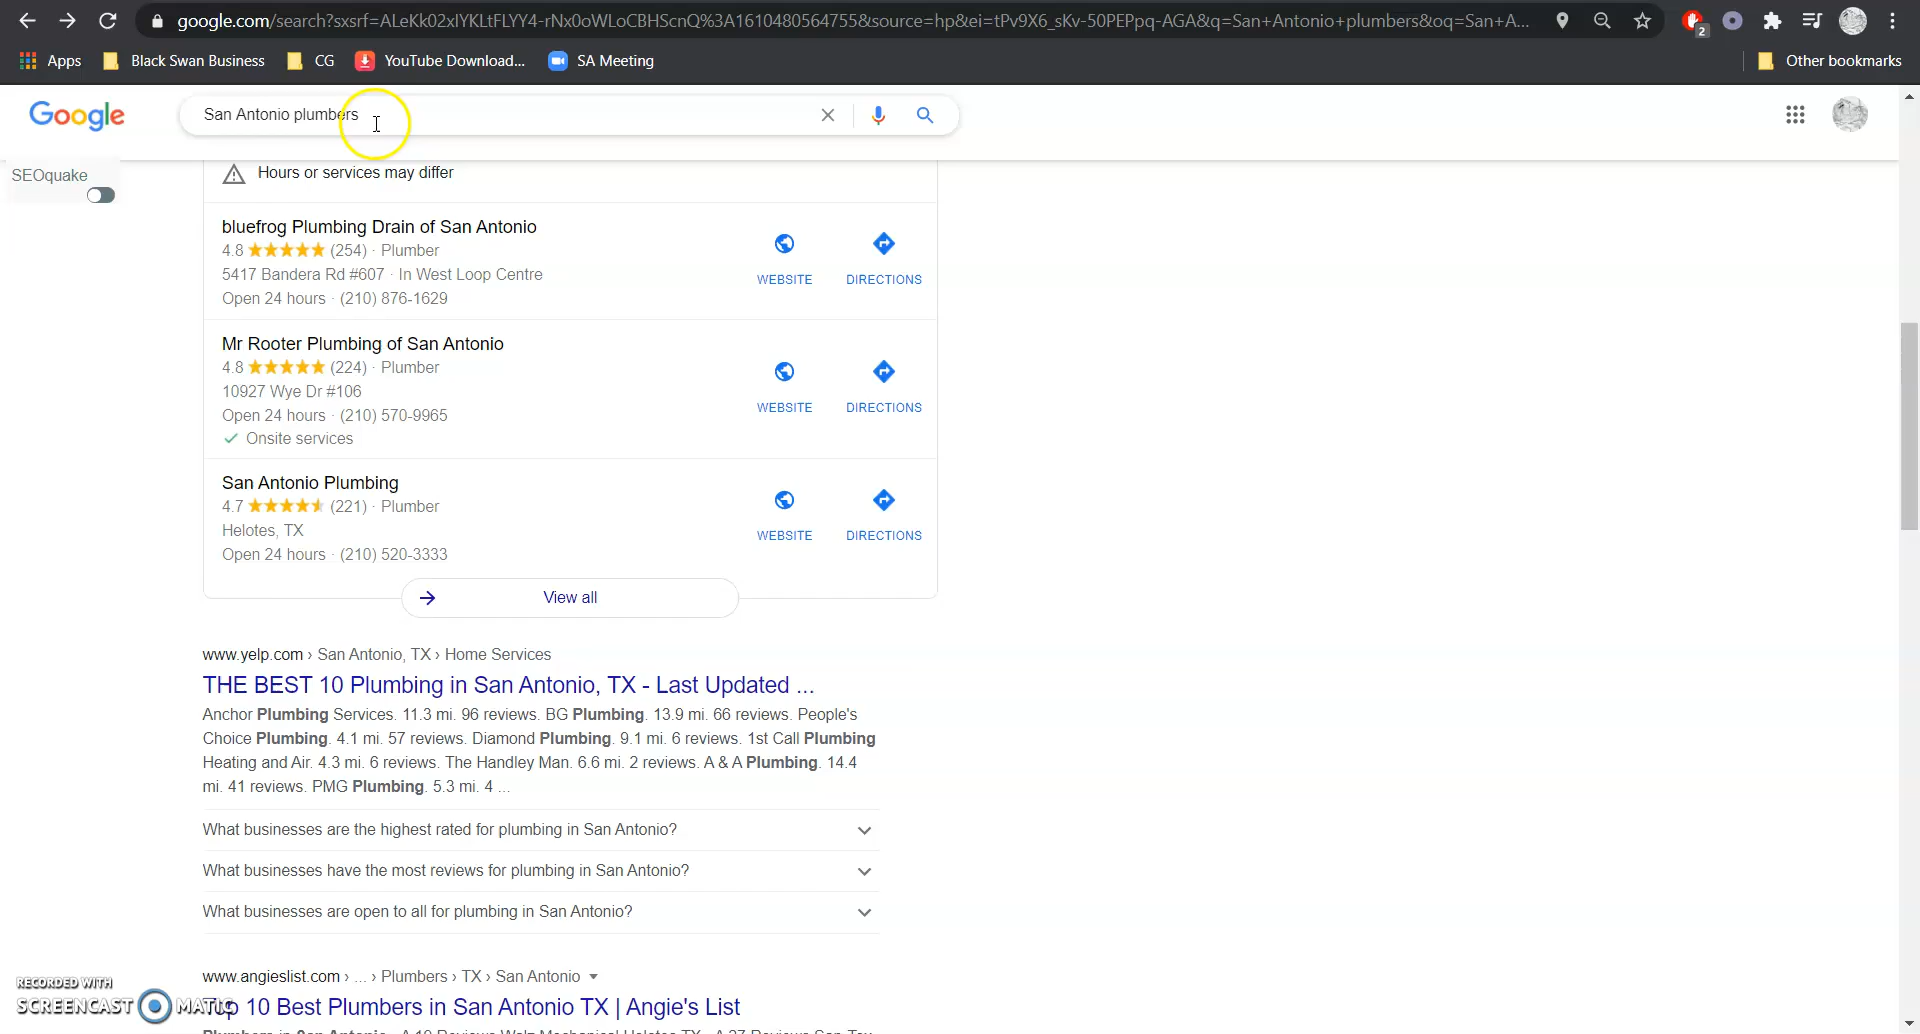 google.com/search?sxsrf=ALeKk02xlYKLtFLYY4-rNx0oWLoCBHScnQ%3A1610480564755&source=hp&ei=tPv9X6_sKv-50PEPpq-AGA&q=San+Antonio+plumbers&oq=San+A...
2
Apps
Black Swan Business
CG
YouTube Download...
SA Meeting
Other bookmarks
Google
San Antonio plumbers
SEOquake
Hours or services may differ
bluefrog Plumbing Drain of San Antonio
4.8 (254) · Plumber
5417 Bandera Rd #607 · In West Loop Centre
Open 24 hours · (210) 876-1629
WEBSITE
DIRECTIONS
Mr Rooter Plumbing of San Antonio
4.8 (224) · Plumber
10927 Wye Dr #106
Open 24 hours · (210) 570-9965
Onsite services
WEBSITE
DIRECTIONS
San Antonio Plumbing
4.7 (221) · Plumber
Helotes, TX
Open 24 hours · (210) 520-3333
WEBSITE
DIRECTIONS
View all
www.yelp.com › San Antonio, TX › Home Services
THE BEST 10 Plumbing in San Antonio, TX - Last Updated ...
Anchor Plumbing Services. 11.3 mi. 96 reviews. BG Plumbing. 13.9 mi. 66 reviews. People's
Choice Plumbing. 4.1 mi. 57 reviews. Diamond Plumbing. 9.1 mi. 6 reviews. 1st Call Plumbing
Heating and Air. 4.3 mi. 6 reviews. The Handley Man. 6.6 mi. 2 reviews. A & A Plumbing. 14.4
mi. 41 reviews. PMG Plumbing. 5.3 mi. 4 ...
What businesses are the highest rated for plumbing in San Antonio?
What businesses have the most reviews for plumbing in San Antonio?
What businesses are open to all for plumbing in San Antonio?
www.angieslist.com › ... › Plumbers › TX › San Antonio
Top 10 Best Plumbers in San Antonio TX | Angie's List
RECORDED WITH
SCREENCAST MATIC